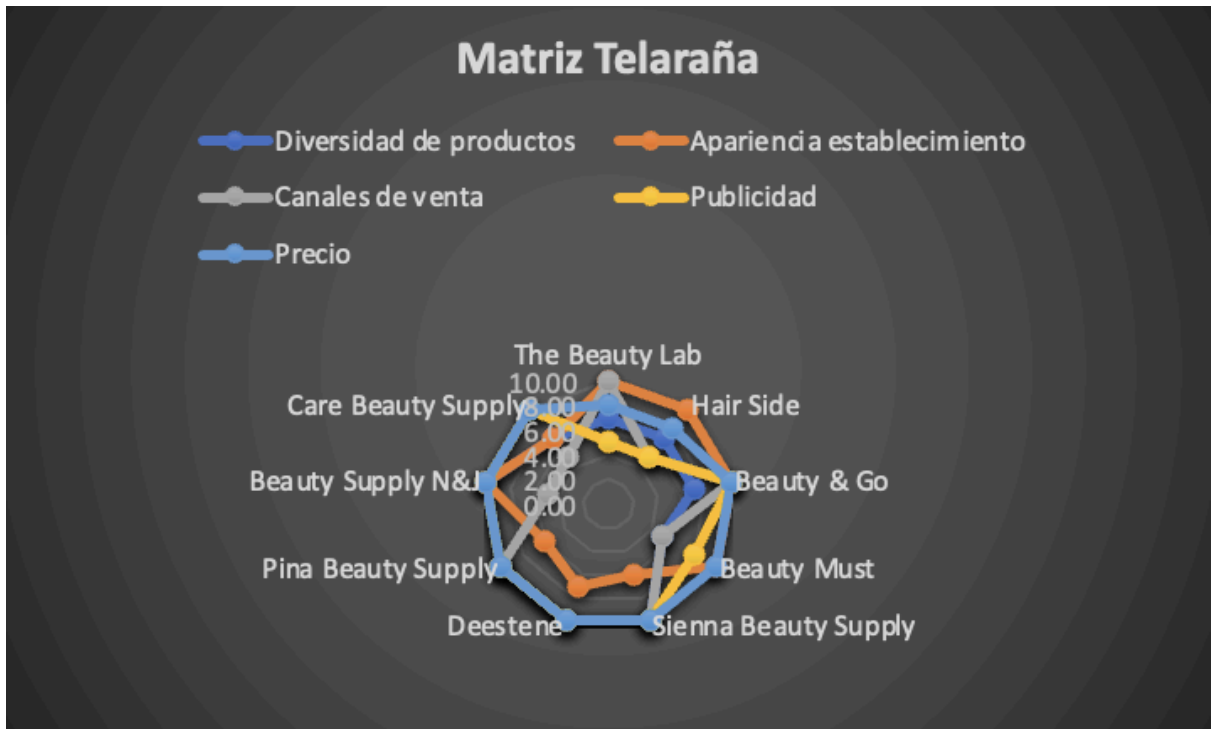 Matriz Telaraña
Diversidad de productos
Apariencia establecimiento
Canales de venta
Publicidad
Precio
The Beauty Lab
10.00
8.00
6.00
4.00
2.00
0.00
Hair Side
Beauty & Go
Beauty Must
Sienna Beauty Supply
Deestene
Pina Beauty Supply
Beauty Supply N&J
Care Beauty Supply